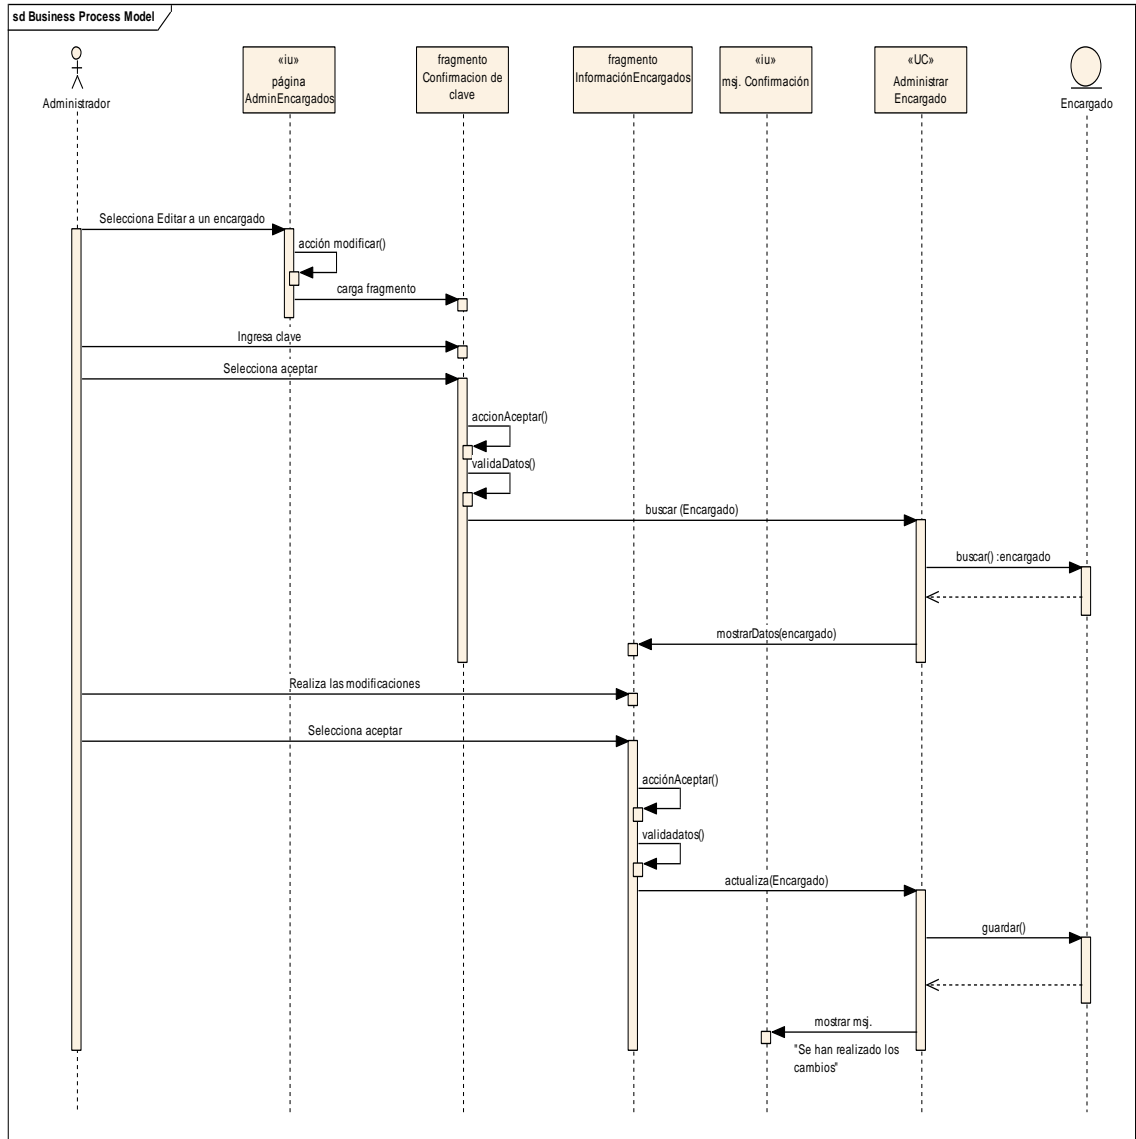 sd Business Process Model
Administrador
«iu»
página
AdminEncargados
fragmento
Confirmacion de
clave
fragmento
InformaciónEncargados
«iu»
msj. Confirmación
«UC»
Administrar
Encargado
Encargado
Selecciona Editar a un encargado
acción modificar()
carga fragmento
Ingresa clave
Selecciona aceptar
accionAceptar()
validaDatos()
buscar (Encargado)
buscar() :encargado
mostrarDatos(encargado)
Realiza las modificaciones
Selecciona aceptar
acciónAceptar()
validadatos()
actualiza(Encargado)
guardar()
mostrar msj.
"Se han realizado los
cambios"